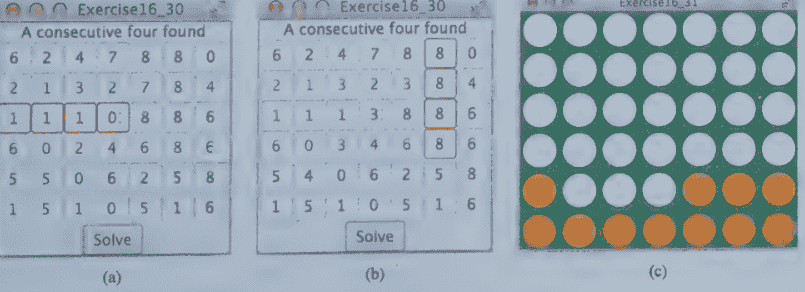 Exercise16_30
A consecutive four found
6 2 4 7 8 8 0
2 1 3 2 7 8 4
1 1 1 0 8 8 6
6 0 2 4 6 8 6
5 5 0 6 2 5 8
1 5 1 0 5 1 6
Solve
(a)
Exercise16_30
A consecutive four found
6 2 4 7 8 8 0
2 1 3 2 3 8 4
1 1 1 3 8 8 6
6 0 3 4 6 8 6
5 4 0 6 2 5 8
1 5 1 0 5 1 6
Solve
(b)
Exercise16_31
(c)